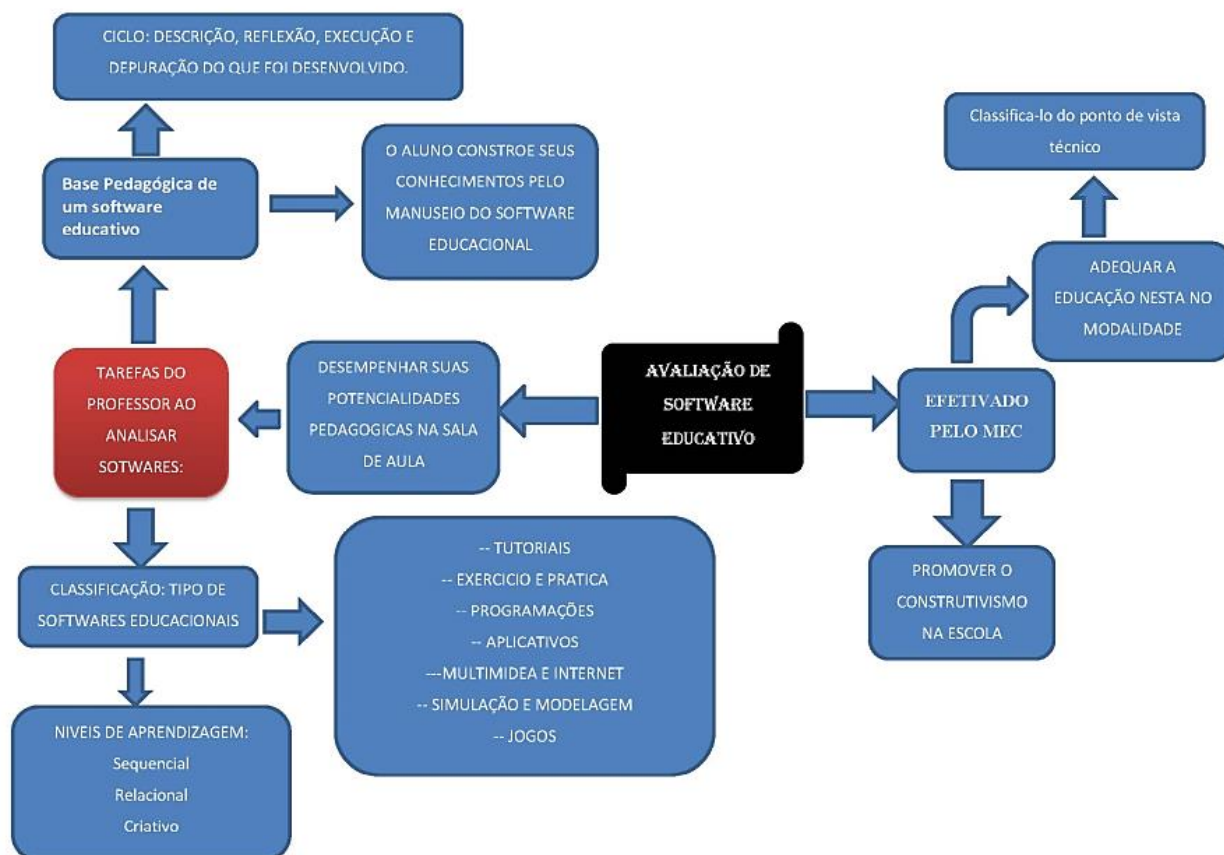 CICLO: DESCRIÇÃO, REFLEXÃO, EXECUÇÃO E
DEPURAÇÃO DO QUE FOI DESENVOLVIDO.
Base Pedagógica de
um software
educativo
O ALUNO CONSTROE SEUS
CONHECIMENTOS PELO
MANUSEIO DO SOFTWARE
EDUCACIONAL
Classifica-lo do ponto de vista
técnico
ADEQUAR A
EDUCAÇÃO NESTA NO
MODALIDADE
TAREFAS DO
PROFESSOR AO
ANALISAR
SOTWARES:
DESEMPENHAR SUAS
POTENCIALIDADES
PEDAGOGICAS NA SALA
DE AULA
AVALIAÇÃO DE
SOFTWARE
EDUCATIVO
EFETIVADO
PELO MEC
CLASSIFICAÇÃO: TIPO DE
SOFTWARES EDUCACIONAIS
-- TUTORIAIS
-- EXERCICIO E PRATICA
-- PROGRAMAÇÕES
-- APLICATIVOS
---MULTIMIDEA E INTERNET
-- SIMULAÇÃO E MODELAGEM
-- JOGOS
PROMOVER O
CONSTRUTIVISMO
NA ESCOLA
NIVEIS DE APRENDIZAGEM:
Sequencial
Relacional
Criativo